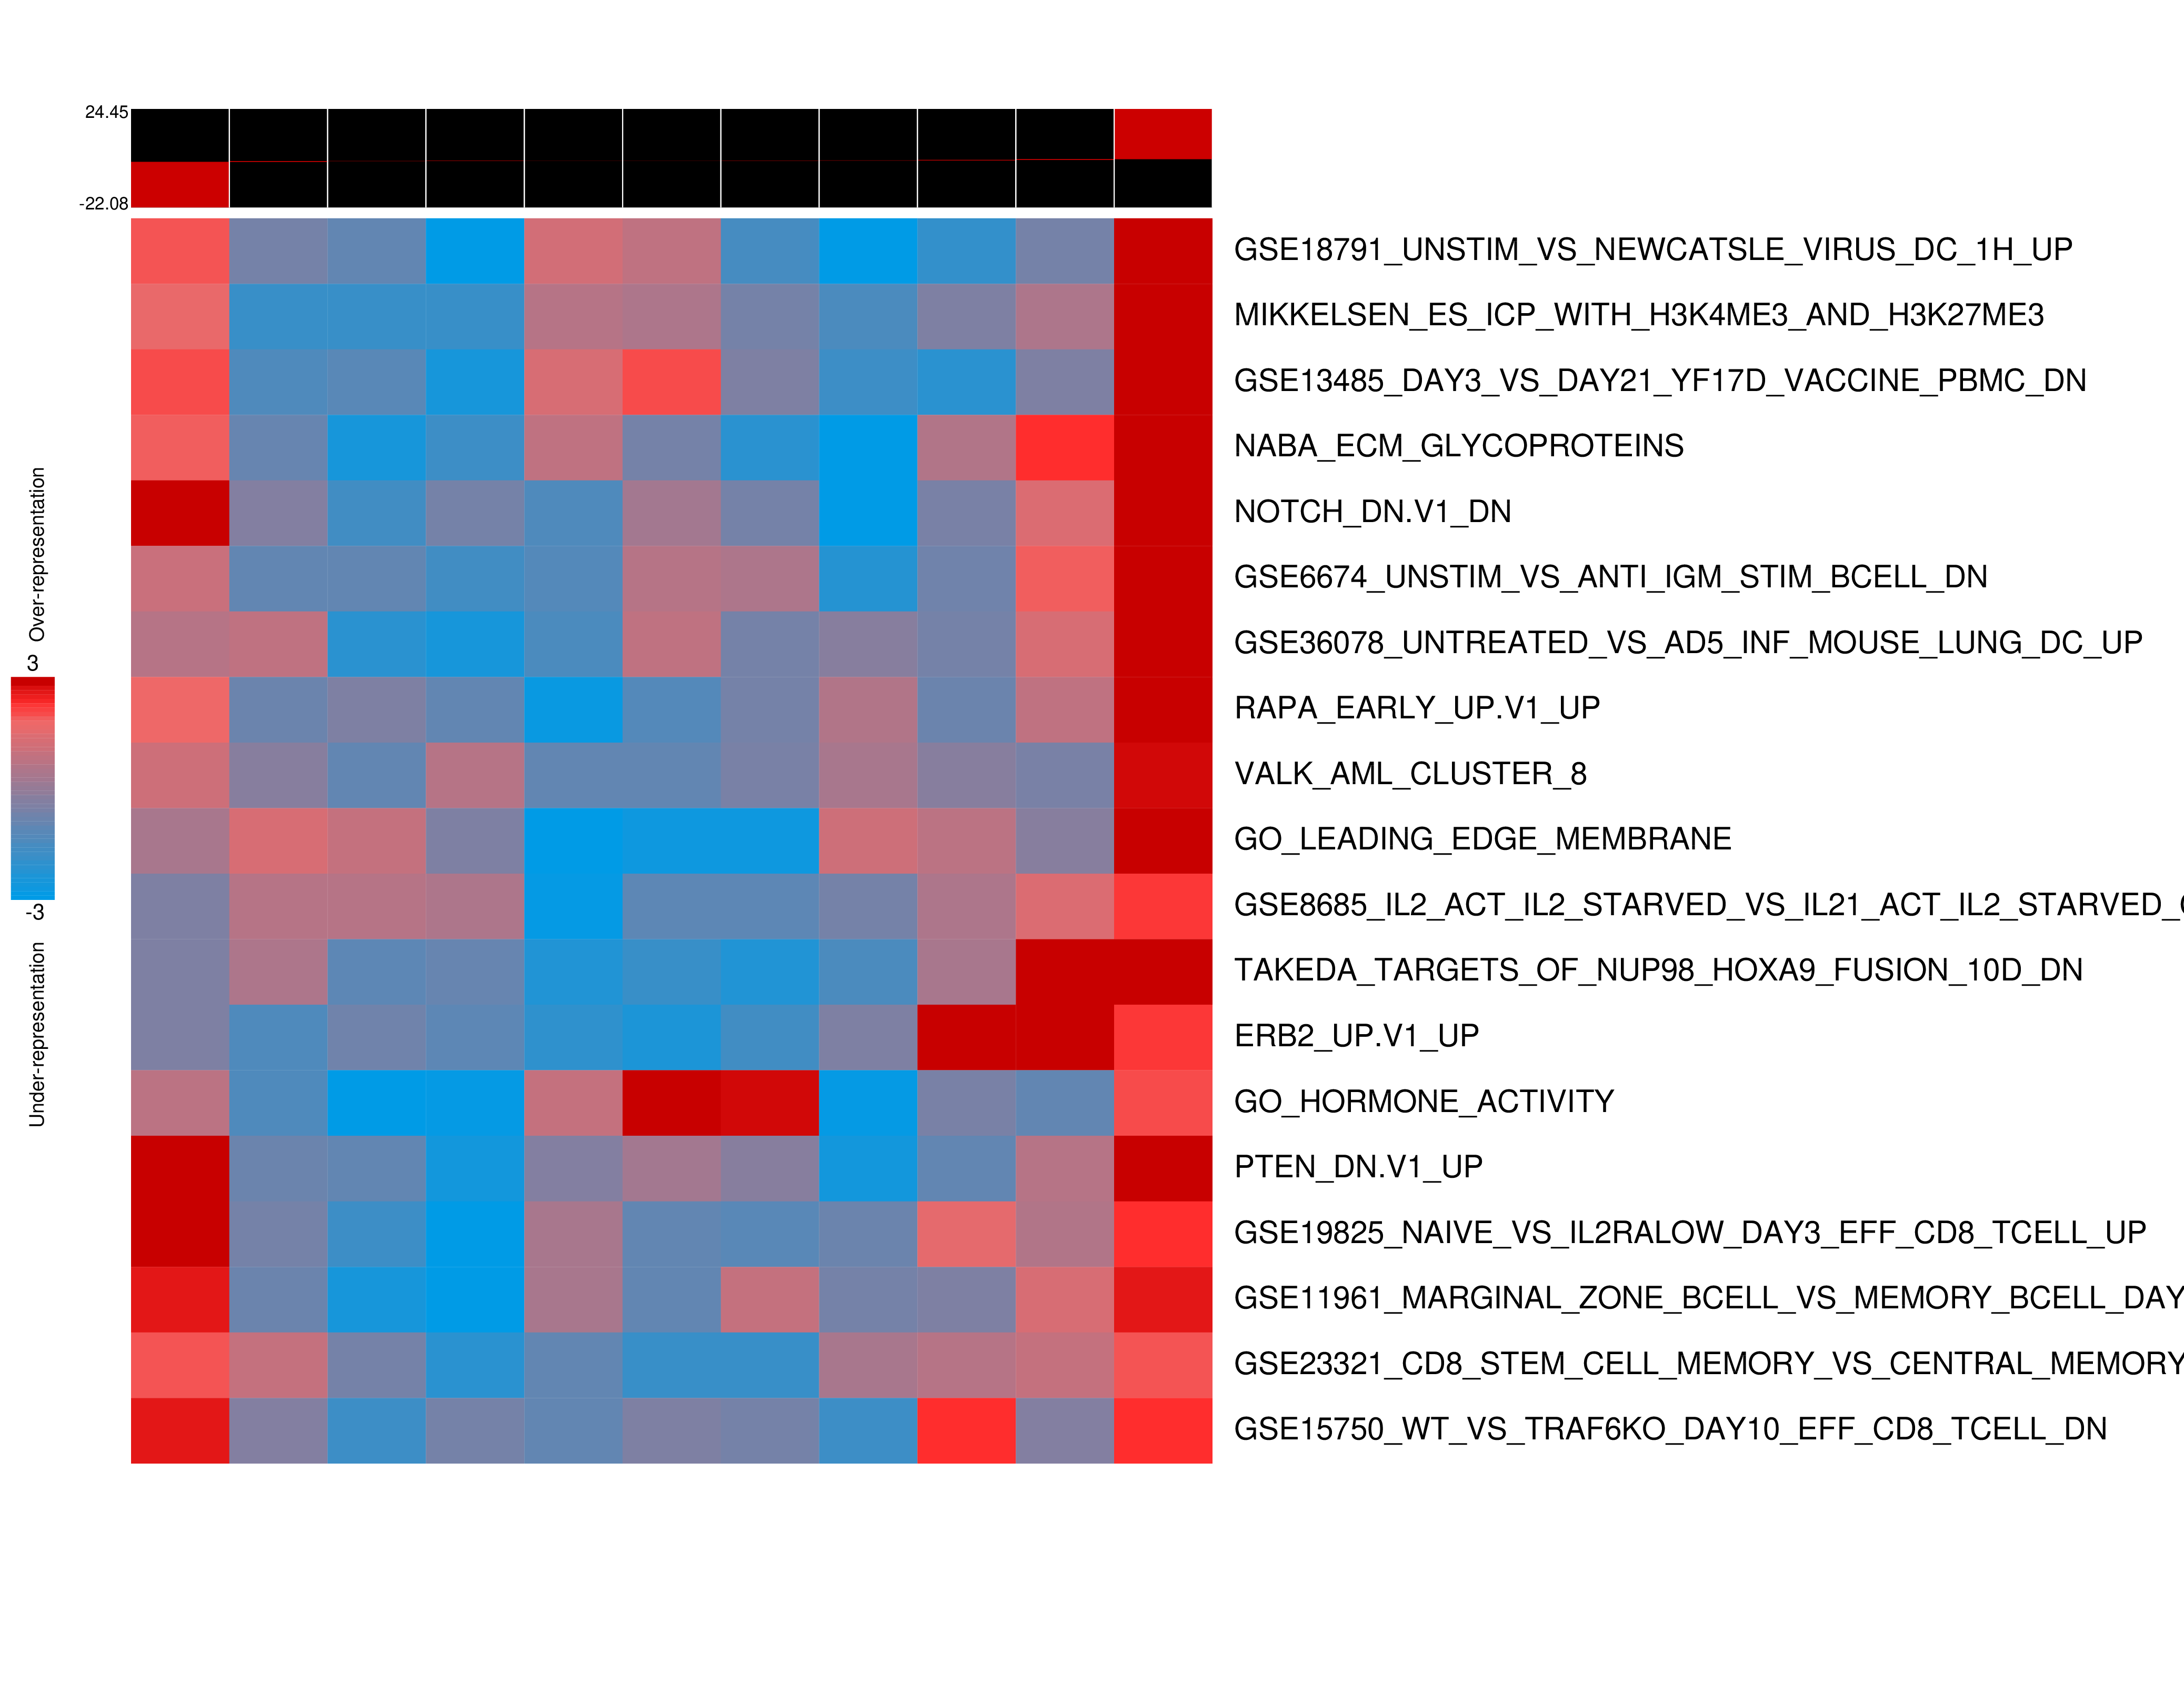 24.45
-22.08
GSE18791_UNSTIM_VS_NEWCATSLE_VIRUS_DC_1H_UP
MIKKELSEN_ES_ICP_WITH_H3K4ME3_AND_H3K27ME3
GSE13485_DAY3_VS_DAY21_YF17D_VACCINE_PBMC_DN
NABA_ECM_GLYCOPROTEINS
NOTCH_DN.V1_DN
GSE6674_UNSTIM_VS_ANTI_IGM_STIM_BCELL_DN
GSE36078_UNTREATED_VS_AD5_INF_MOUSE_LUNG_DC_UP
RAPA_EARLY_UP.V1_UP
VALK_AML_CLUSTER_8
GO_LEADING_EDGE_MEMBRANE
GSE8685_IL2_ACT_IL2_STARVED_VS_IL21_ACT_IL2_STARVED_
TAKEDA_TARGETS_OF_NUP98_HOXA9_FUSION_10D_DN
ERB2_UP.V1_UP
GO_HORMONE_ACTIVITY
PTEN_DN.V1_UP
GSE19825_NAIVE_VS_IL2RALOW_DAY3_EFF_CD8_TCELL_UP
GSE11961_MARGINAL_ZONE_BCELL_VS_MEMORY_BCELL_DAY
GSE23321_CD8_STEM_CELL_MEMORY_VS_CENTRAL_MEMORY
GSE15750_WT_VS_TRAF6KO_DAY10_EFF_CD8_TCELL_DN
Over-representation
3
-3
Under-representation